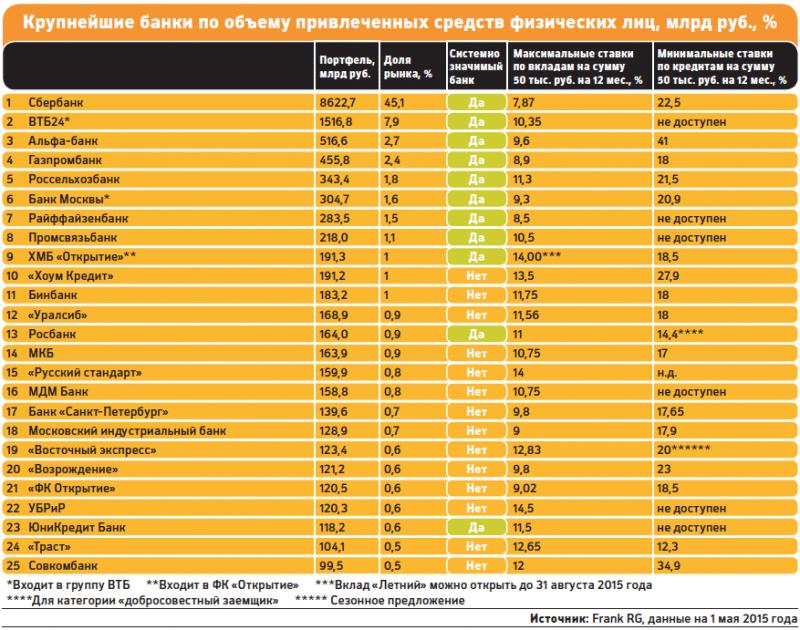 Крупнейшие банки по объему привлеченных средств физических лиц, млрд руб., %
Портфель, млрд руб. Доля рынка, % Системно значимый банк Максимальные ставки по вкладам на сумму 50 тыс. руб. на 12 мес., % Минимальные ставки по кредитам на сумму 50 тыс. руб. на 12 мес., %
1 Сбербанк 8622,7 45,1 Да 7,87 22,5
2 ВТБ24* 1516,8 7,9 Да 10,35 не доступен
3 Альфа-банк 516,6 2,7 Да 9,6 41
4 Газпромбанк 455,8 2,4 Да 8,9 18
5 Россельхозбанк 343,4 1,8 Да 11,3 21,5
6 Банк Москвы* 304,7 1,6 Да 9,3 20,9
7 Райффайзенбанк 283,5 1,5 Да 8,5 не доступен
8 Промсвязьбанк 218,0 1,1 Да 10,5 не доступен
9 ХМБ «Открытие»** 191,3 1 Да 14,00*** 18,5
10 «Хоум Кредит» 191,2 1 Нет 13,5 27,9
11 Бинбанк 183,2 1 Нет 11,75 18
12 «Уралсиб» 168,9 0,9 Нет 11,56 18
13 Росбанк 164,0 0,9 Да 11 14,4****
14 МКБ 163,9 0,9 Нет 10,75 17
15 «Русский стандарт» 159,9 0,8 Нет 14 н.д.
16 МДМ Банк 158,8 0,8 Нет 10,75 не доступен
17 Банк «Санкт-Петербург» 139,6 0,7 Нет 9,8 17,65
18 Московский индустриальный банк 128,9 0,7 Нет 9 17,9
19 «Восточный экспресс» 123,4 0,6 Нет 12,83 20******
20 «Возрождение» 121,2 0,6 Нет 9,8 23
21 «ФК Открытие» 120,5 0,6 Нет 9,02 18,5
22 УБРиР 120,3 0,6 Нет 14,5 не доступен
23 ЮниКредит Банк 118,2 0,6 Да 11,5 не доступен
24 «Траст» 104,1 0,5 Нет 12,65 12,3
25 Совкомбанк 99,5 0,5 Нет 12 34,9
*Входит в группу ВТБ **Входит в ФК «Открытие» ***Вклад «Летний» можно открыть до 31 августа 2015 года
****Для категории «добросовестный заемщик» ***** Сезонное предложение
Источник: Frank RG, данные на 1 мая 2015 года